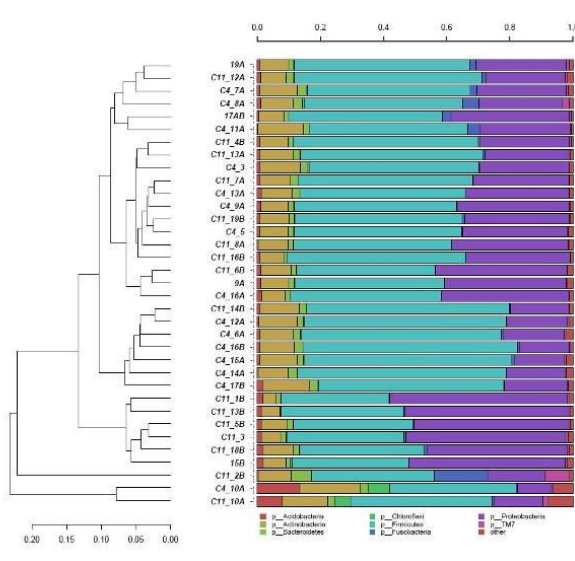 0.0 0.2 0.4 0.6 0.8 1.0
19A
C11_12A
C4_7A
C4_8A
17AB
C4_11A
C11_4B
C11_13A
C4_3
C11_7A
C4_13A
C4_9A
C11_19B
C4_5
C11_8A
C11_16B
C11_6B
9A
C4_16A
C11_14B
C4_12A
C4_6A
C4_16B
C4_15A
C4_14A
C4_17B
C11_1B
C11_13B
C11_5B
C11_3
C11_18B
15B
C11_2B
C4_10A
C11_10A
0.20 0.15 0.10 0.05 0.00
p__Acidobacteria p__Chloroflexi p__Proteobacteria
p__Actinobacteria p__Firmicutes p__TM7
p__Bacteroidetes p__Fusobacteria other